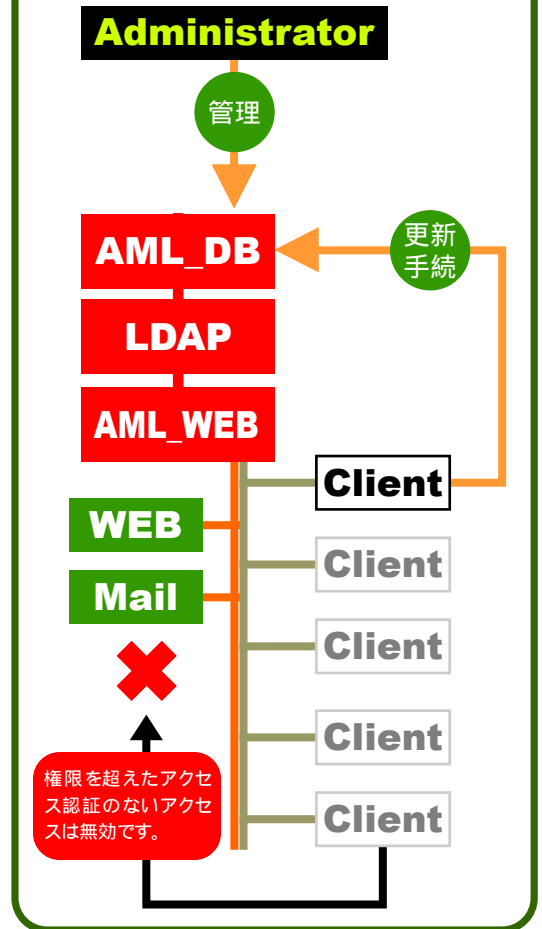 Administrator
管理
AML_DB
更新
手続
LDAP
AML_WEB
Client
WEB
Client
Mail
Client
Client
権限を超えたアクセ
ス認証のないアクセ
スは無効です。
Client